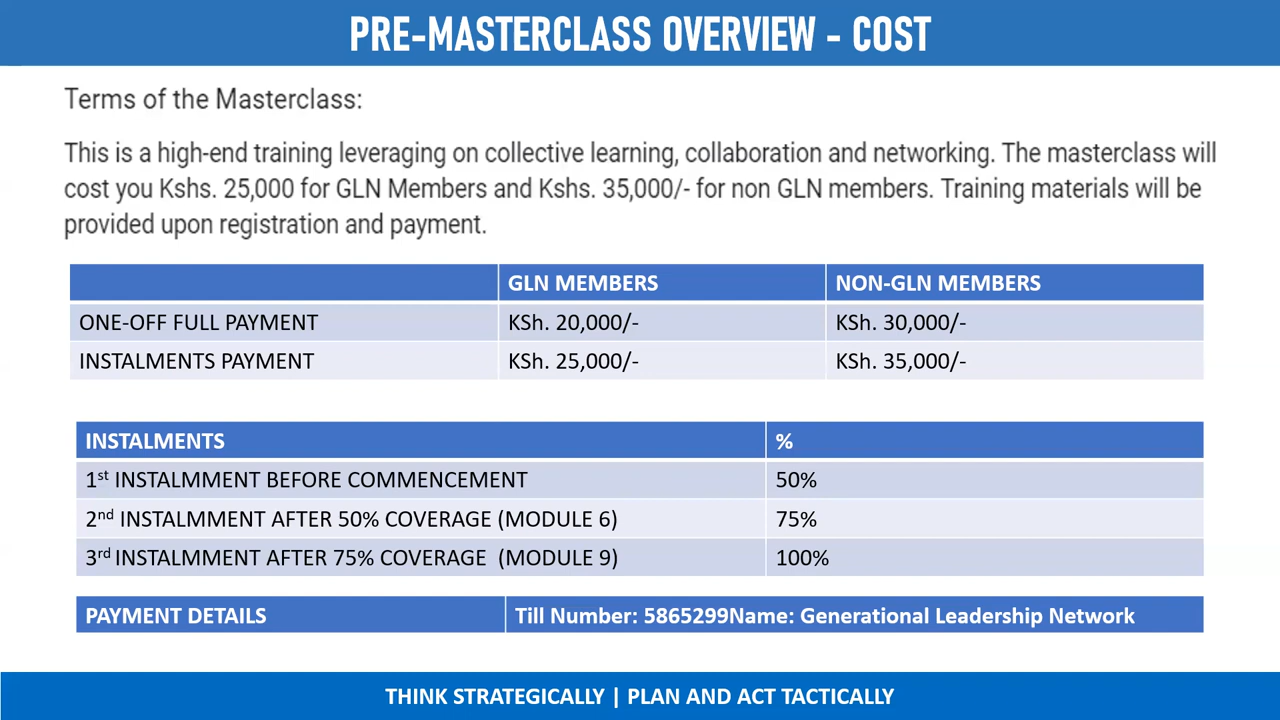 PRE-MASTERCLASS OVERVIEW - COST
Terms of the Masterclass:
This is a high-end training leveraging on collective learning, collaboration and networking. The masterclass will
cost you Kshs. 25,000 for GLN Members and Kshs. 35,000/- for non GLN members. Training materials will be
provided upon registration and payment.
GLN MEMBERS NON-GLN MEMBERS
ONE-OFF FULL PAYMENT KSh. 20,000/- KSh. 30,000/-
INSTALMENTS PAYMENT KSh. 25,000/- KSh. 35,000/-
INSTALMENTS %
1st INSTALMMENT BEFORE COMMENCEMENT 50%
2nd INSTALMMENT AFTER 50% COVERAGE (MODULE 6) 75%
3rd INSTALMMENT AFTER 75% COVERAGE (MODULE 9) 100%
PAYMENT DETAILS Till Number: 5865299Name: Generational Leadership Network
THINK STRATEGICALLY | PLAN AND ACT TACTICALLY